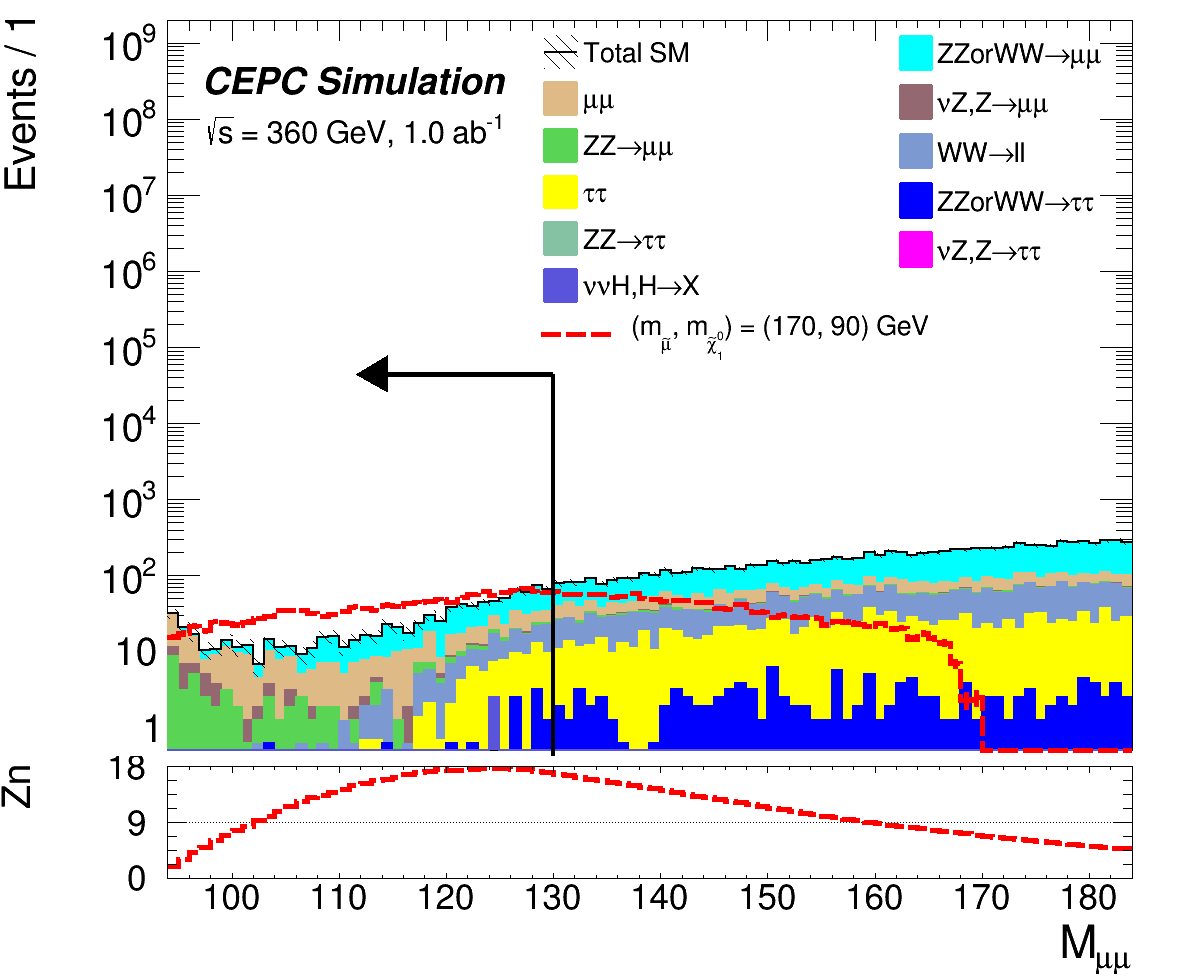 Events / 1
10⁹
10⁸
10⁷
10⁶
10⁵
10⁴
10³
10²
10
1
CEPC Simulation
√s = 360 GeV, 1.0 ab⁻¹
Total SM
μμ
ZZ→μμ
ττ
ZZ→ττ
ννH,H→X
ZZorWW→μμ
νZ,Z→μμ
WW→ll
ZZorWW→ττ
νZ,Z→ττ
(m_μ̃, m_χ̃₁⁰) = (170, 90) GeV
Zn
18
9
0
100 110 120 130 140 150 160 170 180
M_μμ